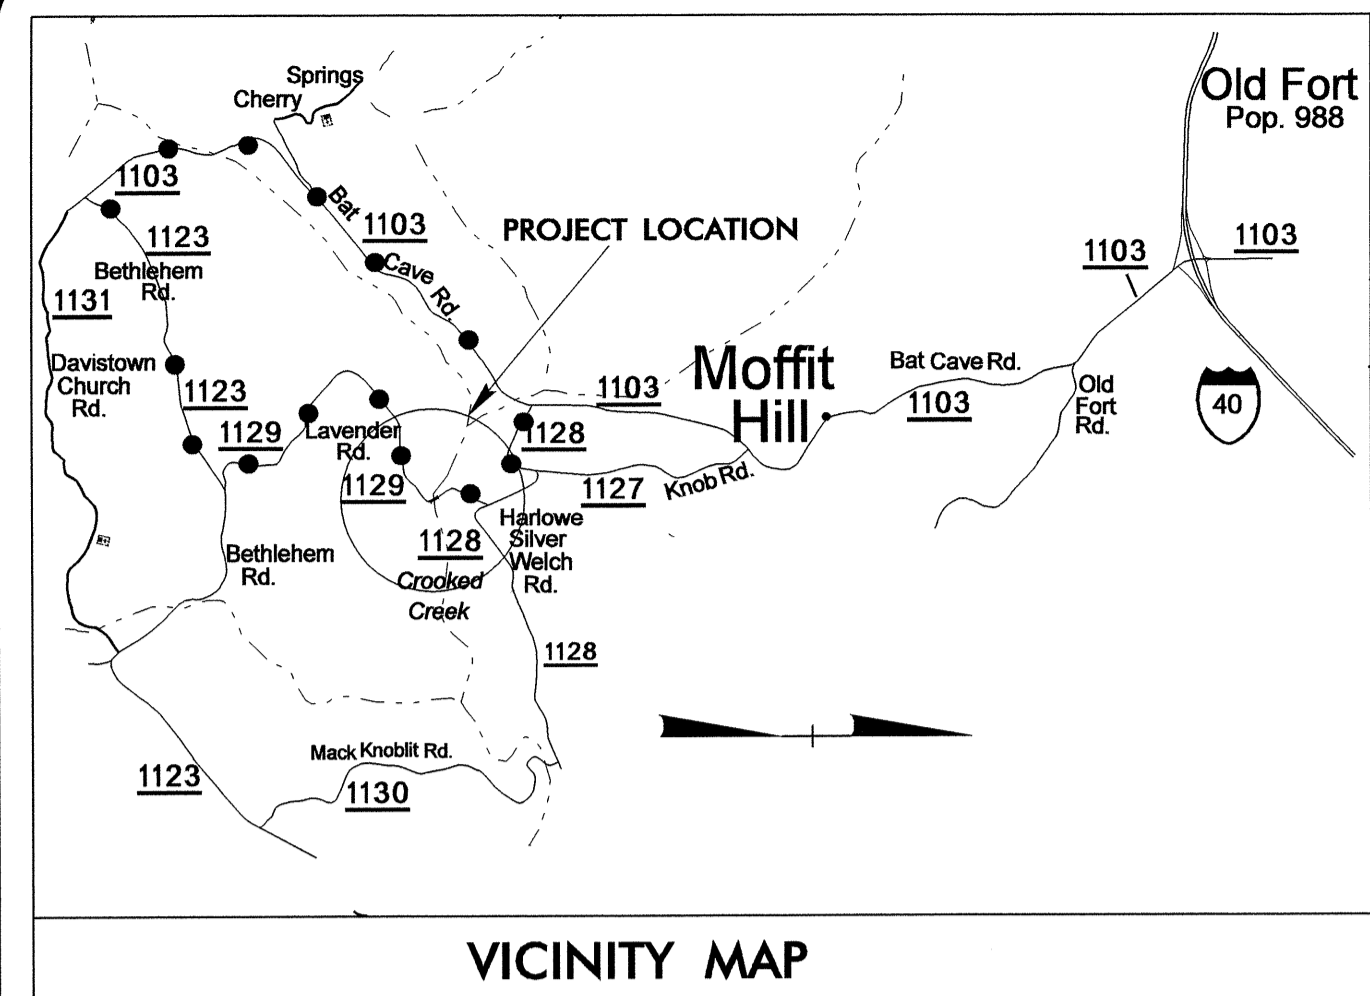 Springs
Cherry
Old Fort
Pop. 988
1103
Bat
1103
PROJECT LOCATION
1123
Bethlehem
Rd.
1131
Cave Rd.
1103
1103
Davistown
Church
Rd.
1123
1129
Lavender
Rd.
1129
1103
Moffit
Hill
Bat Cave Rd.
1103
Old
Fort
Rd.
40
1128
1127
Knob Rd.
Harlowe
Silver
Welch
Rd.
1128
Crooked
Creek
Bethlehem
Rd.
1128
Mack Knoblit Rd.
1123
1130
VICINITY MAP